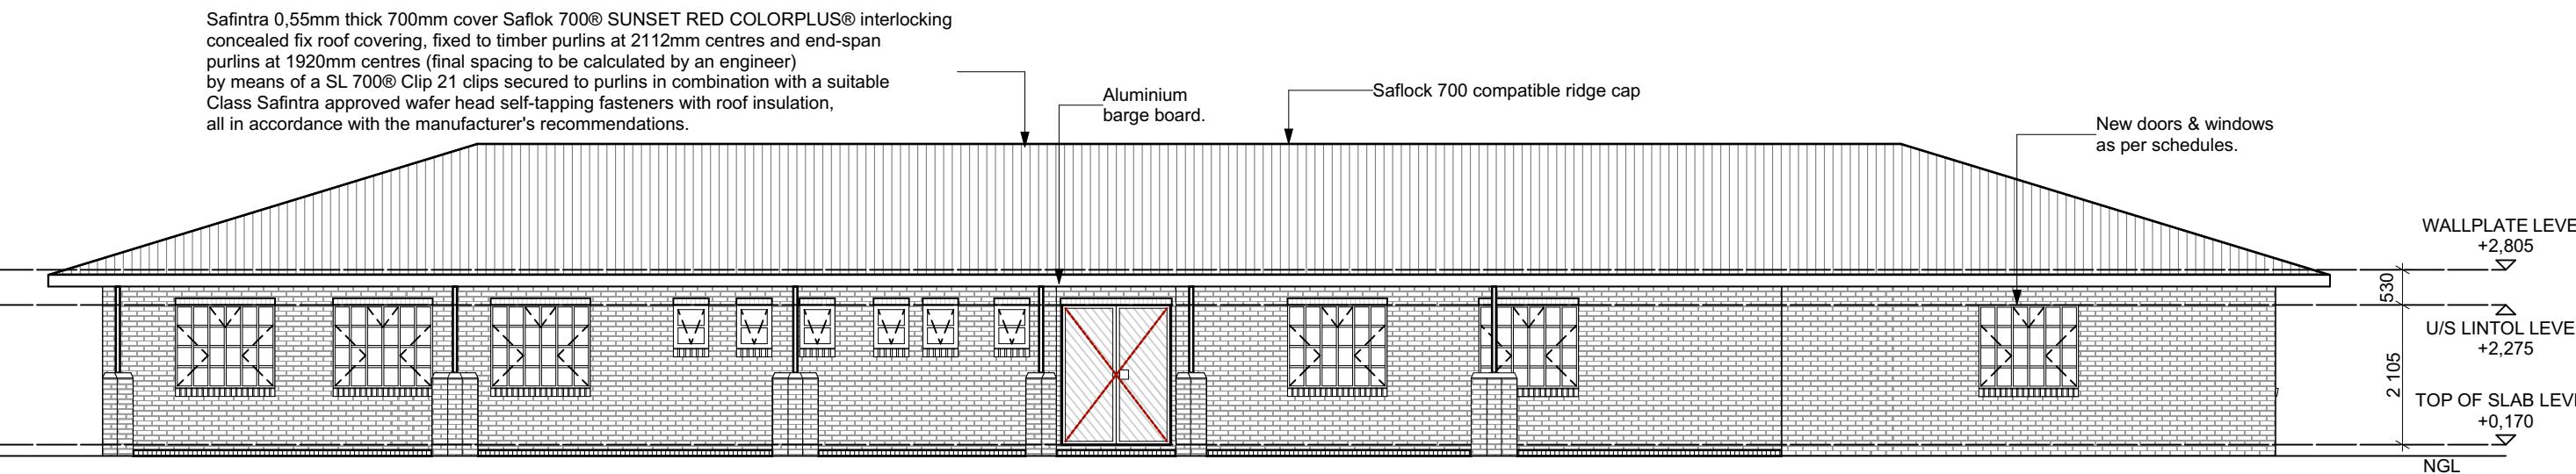 Safintra 0,55mm thick 700mm cover Saflok 700® SUNSET RED COLORPLUS® interlocking
concealed fix roof covering, fixed to timber purlins at 2112mm centres and end-span
purlins at 1920mm centres (final spacing to be calculated by an engineer)
by means of a SL 700® Clip 21 clips secured to purlins in combination with a suitable
Class Safintra approved wafer head self-tapping fasteners with roof insulation,
all in accordance with the manufacturer's recommendations.
Aluminium
barge board.
Saflock 700 compatible ridge cap
New doors & windows
as per schedules.
WALLPLATE LEVE
+2,805
530
U/S LINTOL LEVE
+2,275
2 105
TOP OF SLAB LEVE
+0,170
NGL